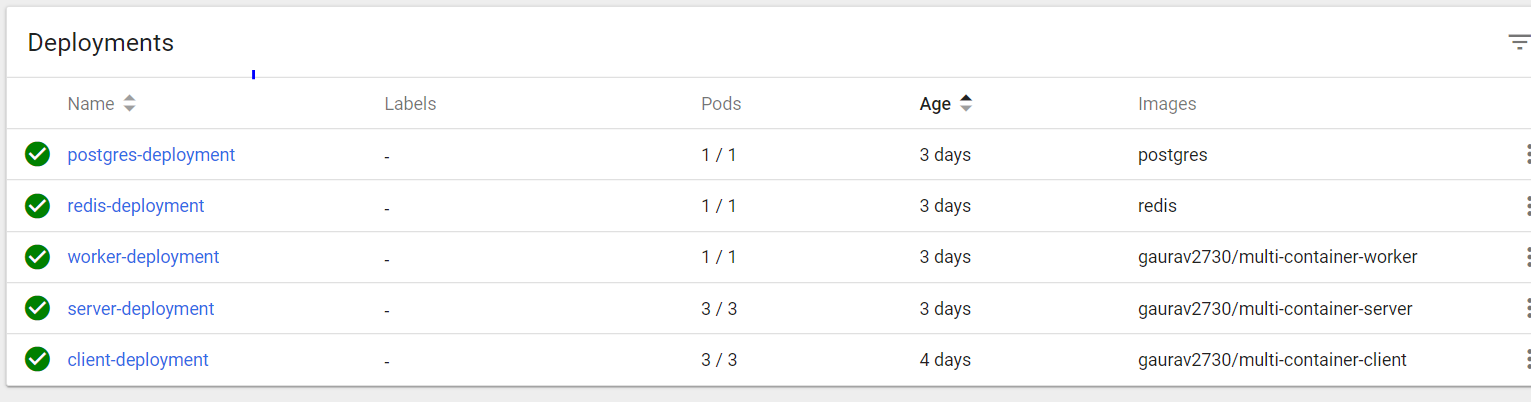 Deployments
Name Labels Pods Age Images
postgres-deployment - 1 / 1 3 days postgres
redis-deployment - 1 / 1 3 days redis
worker-deployment - 1 / 1 3 days gaurav2730/multi-container-worker
server-deployment - 3 / 3 3 days gaurav2730/multi-container-server
client-deployment - 3 / 3 4 days gaurav2730/multi-container-client